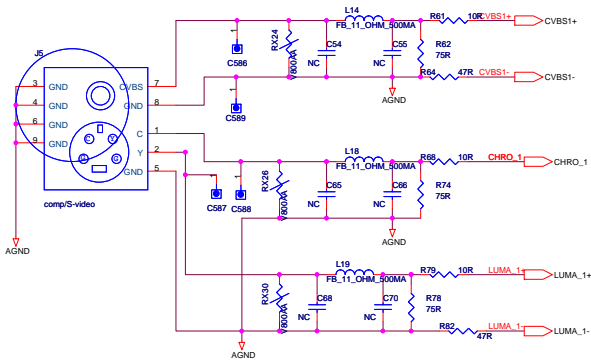 L14
FB_11_OHM_500MA
R61
10R
CVBS1+
CVBS1+
J5
C586
RX24
V800AA
C54
NC
C55
NC
R62
75R
R64
47R
CVBS1-
CVBS1-
3
GND
CVBS
7
4
GND
GND
8
6
GND
C
1
9
GND
Y
2
GND
5
C
Y
G
G
C589
AGND
comp/S-video
L18
FB_11_OHM_500MA
R68
10R
CHRO_1
CHRO_1
C587
C588
RX26
V800AA
C65
NC
C66
NC
R74
75R
AGND
AGND
L19
FB_11_OHM_500MA
R79
10R
LUMA_1+
LUMA_1+
RX30
V800AA
C68
NC
C70
NC
R78
75R
R82
47R
LUMA_1-
LUMA_1-
AGND